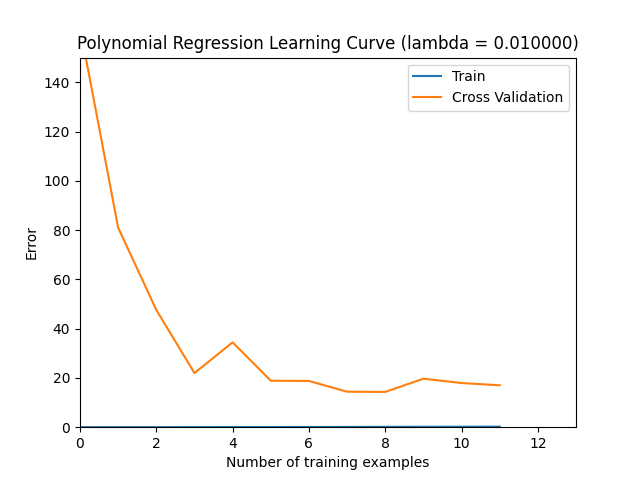 Polynomial Regression Learning Curve (lambda = 0.010000)
Train
Cross Validation
140
120
100
80
60
40
20
0
Error
0 2 4 6 8 10 12
Number of training examples